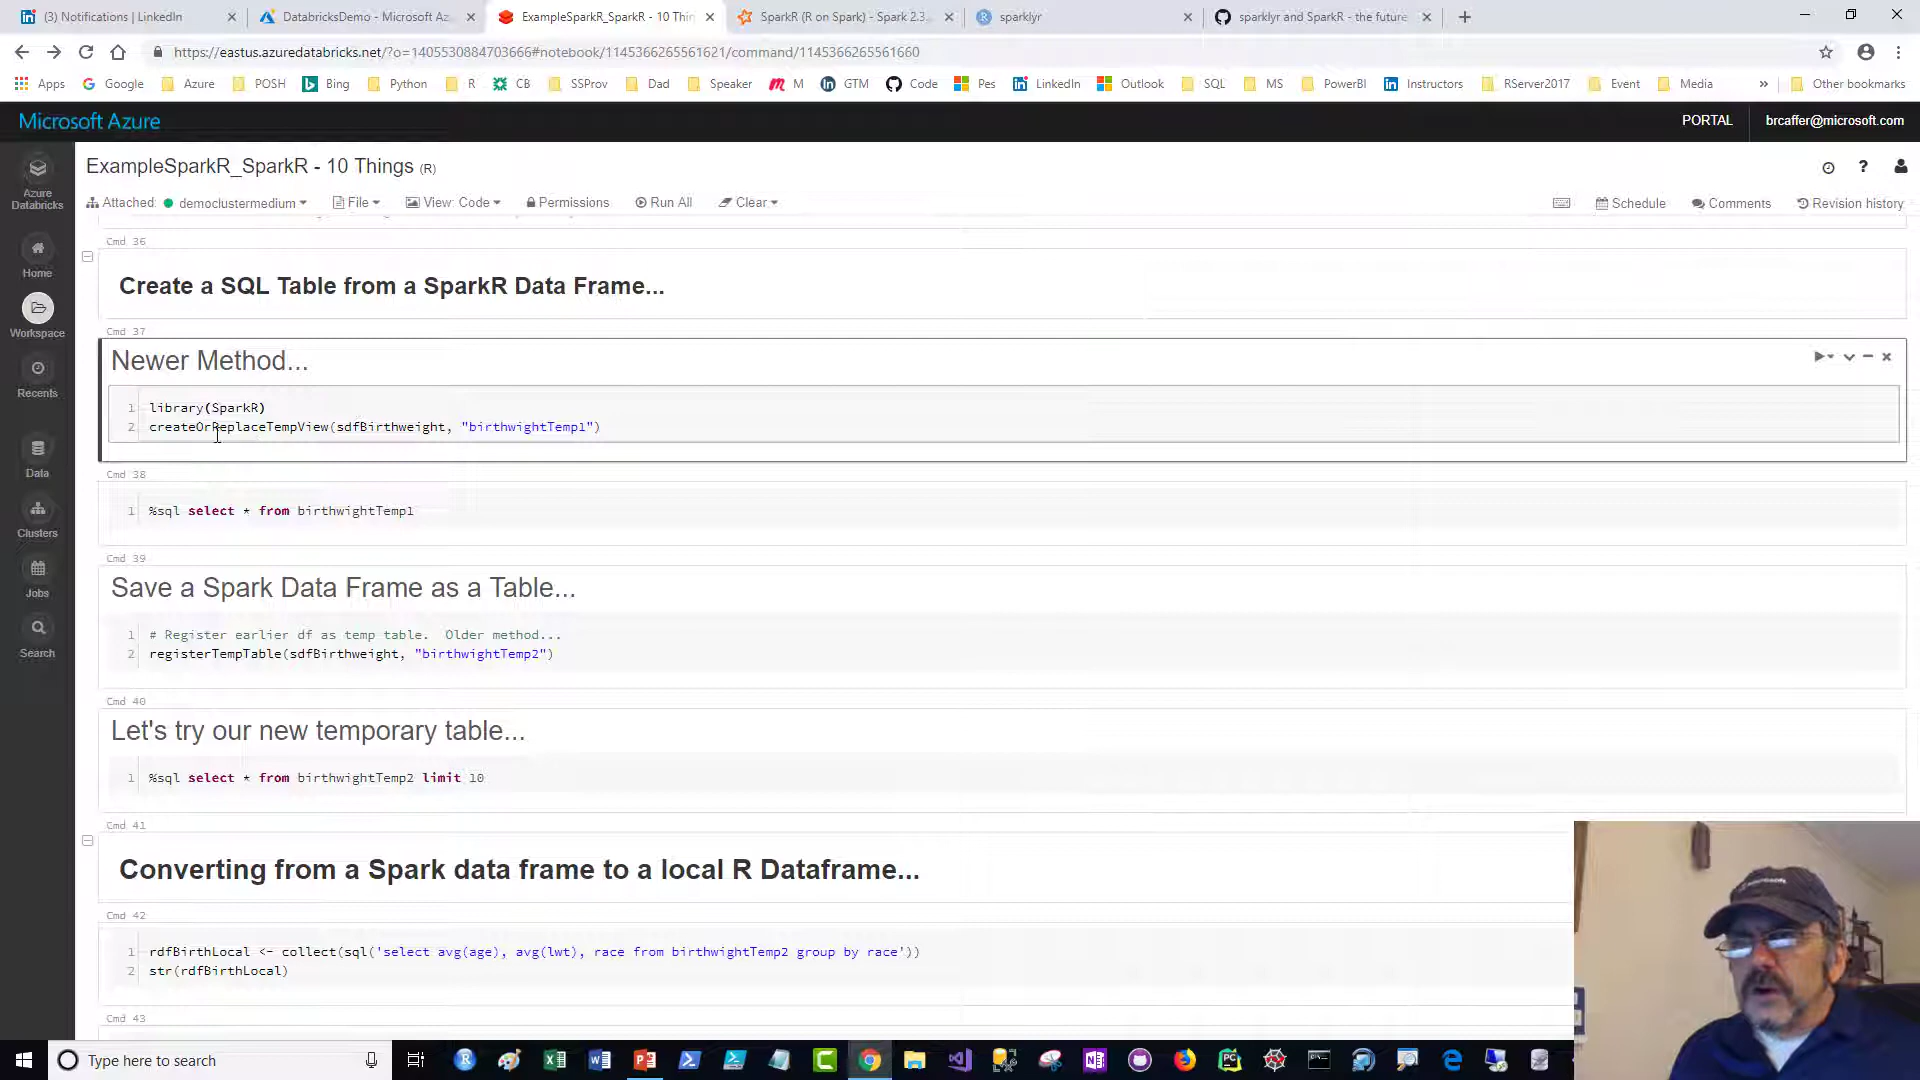 (3) Notifications | LinkedIn
DatabricksDemo - Microsoft Az
ExampleSparkR_SparkR - 10 Thin
SparkR (R on Spark) - Spark 2.3.
sparklyr
sparklyr and SparkR - the future
https://eastus.azuredatabricks.net/?o=1405530884703666#notebook/1145366265561621/command/1145366265561660
Apps Google Azure POSH Bing Python R CB SSProv Dad Speaker M GTM Code Pes LinkedIn Outlook SQL MS PowerBI Instructors RServer2017 Event Media » Other bookmarks
Microsoft Azure
PORTAL
brcaffer@microsoft.com
Azure
Databricks
Home
Workspace
Recents
Data
Clusters
Jobs
Search
ExampleSparkR_SparkR - 10 Things (R)
Attached: democlustermedium File View: Code Permissions Run All Clear
Schedule Comments Revision history
Cmd 36
Create a SQL Table from a SparkR Data Frame...
Cmd 37
Newer Method...
1 library(SparkR)
2 createOrReplaceTempView(sdfBirthweight, "birthwightTemp1")
Cmd 38
1 %sql select * from birthwightTemp1
Cmd 39
Save a Spark Data Frame as a Table...
1 # Register earlier df as temp table.  Older method...
2 registerTempTable(sdfBirthweight, "birthwightTemp2")
Cmd 40
Let's try our new temporary table...
1 %sql select * from birthwightTemp2 limit 10
Cmd 41
Converting from a Spark data frame to a local R Dataframe...
Cmd 42
1 rdfBirthLocal <- collect(sql('select avg(age), avg(lwt), race from birthwightTemp2 group by race'))
2 str(rdfBirthLocal)
Cmd 43
Type here to search